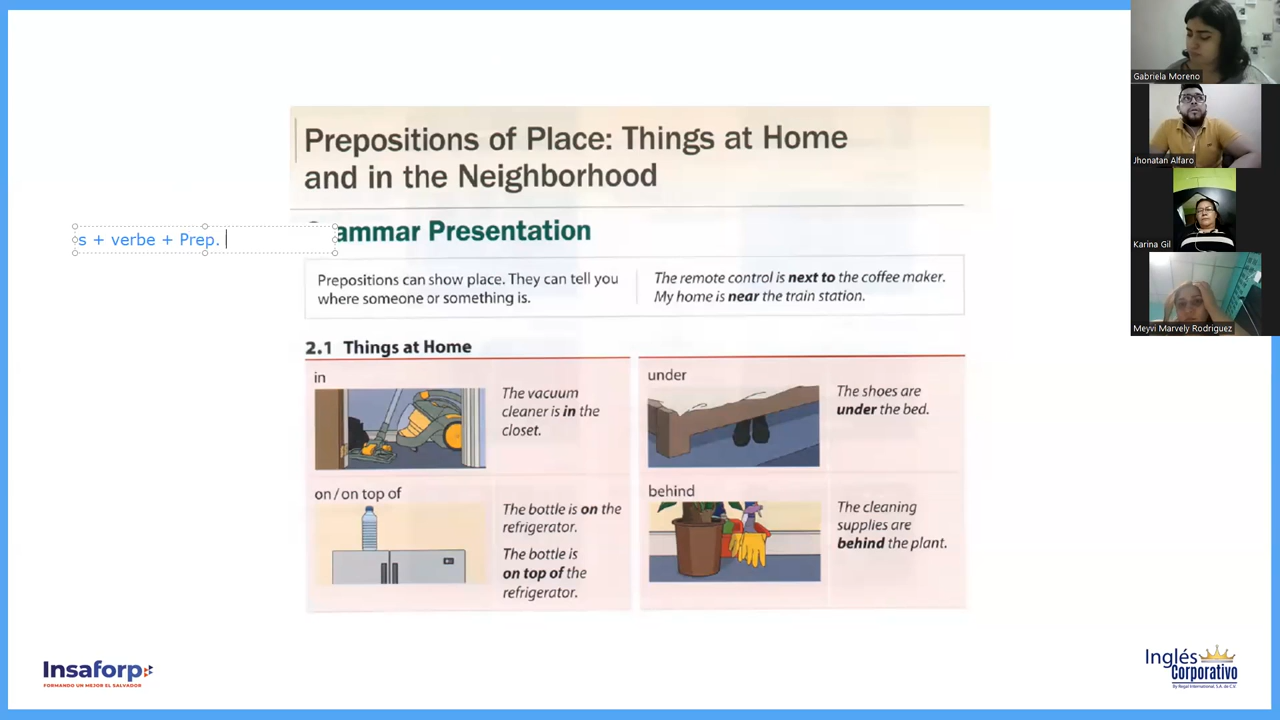 Prepositions of Place: Things at Home
and in the Neighborhood
ammar Presentation
s + verbe + Prep.
Prepositions can show place. They can tell you
where someone or something is.
The remote control is next to the coffee maker.
My home is near the train station.
2.1 Things at Home
in
The vacuum
cleaner is in the
closet.
under
The shoes are
under the bed.
on / on top of
The bottle is on the
refrigerator.
The bottle is
on top of the
refrigerator.
behind
The cleaning
supplies are
behind the plant.
Gabriela Moreno
Jhonatan Alfaro
Karina Gil
Meyvi Marvely Rodriguez
Insaforp
FORMANDO UN MEJOR EL SALVADOR
Inglés
Corporativo
By Regal International, S.A. de C.V.